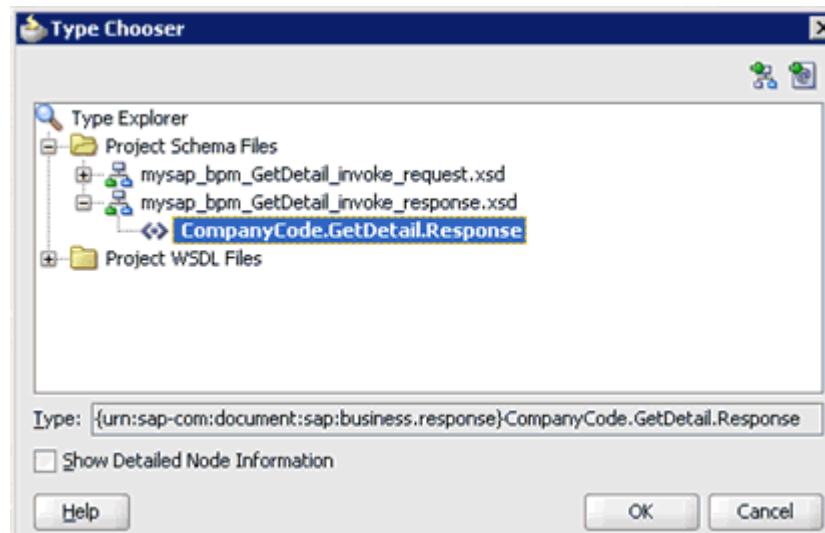 Type Chooser
Type Explorer
Project Schema Files
mysap_bpm_GetDetail_invoke_request.xsd
mysap_bpm_GetDetail_invoke_response.xsd
CompanyCode.GetDetail.Response
Project WSDL Files
Type: {urn:sap-com:document:sap:business.response}CompanyCode.GetDetail.Response
Show Detailed Node Information
Help OK Cancel